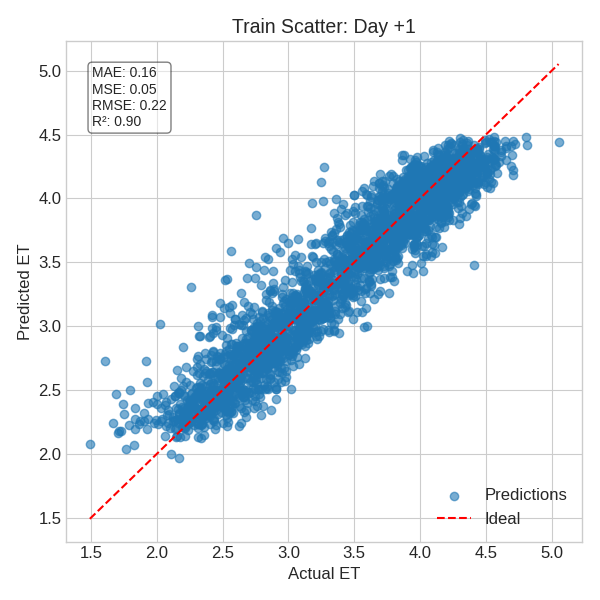 Train Scatter: Day +1
MAE: 0.16
MSE: 0.05
RMSE: 0.22
R²: 0.90
Predicted ET
5.0
4.5
4.0
3.5
3.0
2.5
2.0
1.5
Predictions
Ideal
1.5 2.0 2.5 3.0 3.5 4.0 4.5 5.0
Actual ET